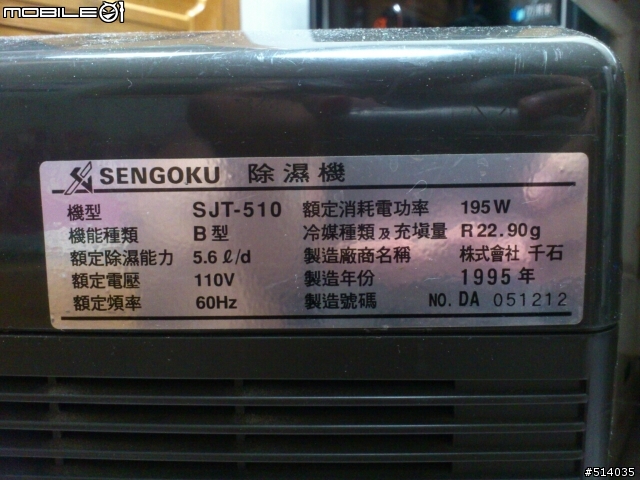 MOBILE01
SENGOKU 除濕機
機型 SJT-510 額定消耗電功率 195W
機能種類 B型 冷媒種類及充填量 R22.90g
額定除濕能力 5.6ℓ/d 製造廠商名稱 株式會社 千石
額定電壓 110V 製造年份 1995年
額定頻率 60Hz 製造號碼 NO.DA 051212
#514035